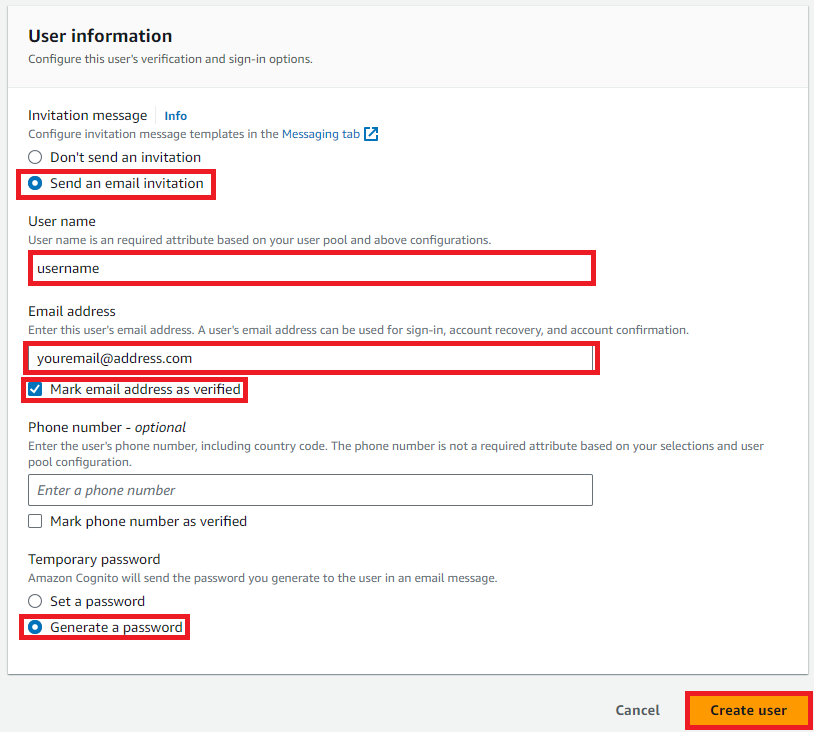 User information
Configure this user's verification and sign-in options.
Invitation message Info
Configure invitation message templates in the Messaging tab
Don't send an invitation
Send an email invitation
User name
User name is an required attribute based on your user pool and above configurations.
username
Email address
Enter this user's email address. A user's email address can be used for sign-in, account recovery, and account confirmation.
youremail@address.com
Mark email address as verified
Phone number - optional
Enter the user's phone number, including country code. The phone number is not a required attribute based on your selections and user
pool configuration.
Enter a phone number
Mark phone number as verified
Temporary password
Amazon Cognito will send the password you generate to the user in an email message.
Set a password
Generate a password
Cancel Create user